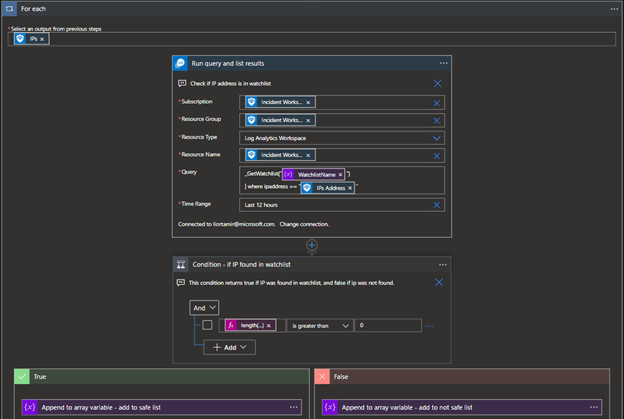 For each
* Select an output from previous steps
IPs ×
Run query and list results
Check if IP address is in watchlist
* Subscription
Incident Works... ×
* Resource Group
Incident Works... ×
* Resource Type
Log Analytics Workspace
* Resource Name
Incident Works... ×
* Query
_GetWatchlist(" {x} WatchlistName × ")
| where ipaddress == " IPs Address × "
* Time Range
Last 12 hours
Connected to liortamir@microsoft.com. Change connection.
Condition - if IP found in watchlist
This condition returns true if IP was found in watchlist, and false if ip was not found.
And
fx length(...) × is greater than 0
+ Add
True
False
{x} Append to array variable - add to safe list
{x} Append to array variable - add to not safe list